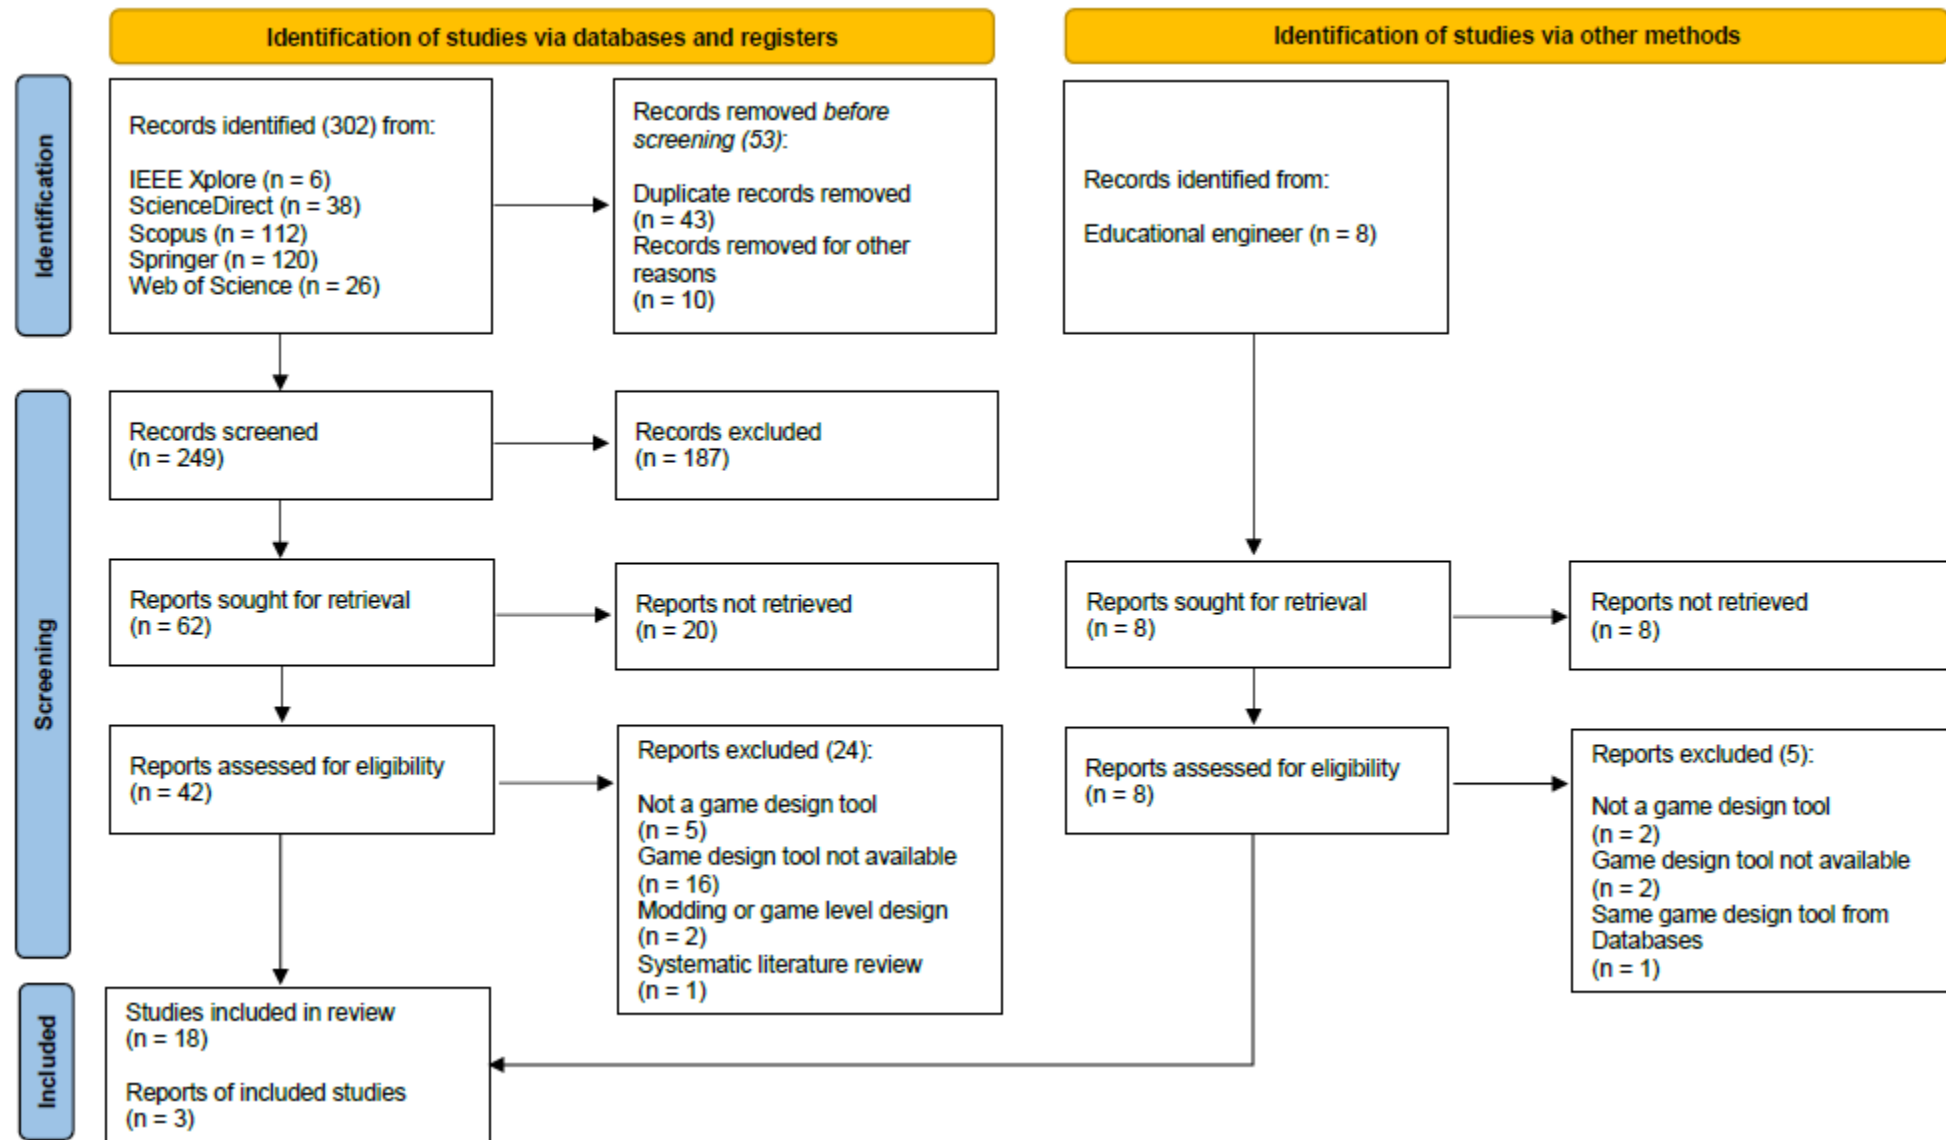 Identification of studies via databases and registers
Identification of studies via other methods
Identification
Records identified (302) from:
IEEE Xplore (n = 6)
ScienceDirect (n = 38)
Scopus (n = 112)
Springer (n = 120)
Web of Science (n = 26)
Records removed before
screening (53):
Duplicate records removed
(n = 43)
Records removed for other
reasons
(n = 10)
Records identified from:
Educational engineer (n = 8)
Screening
Records screened
(n = 249)
Records excluded
(n = 187)
Reports sought for retrieval
(n = 62)
Reports not retrieved
(n = 20)
Reports sought for retrieval
(n = 8)
Reports not retrieved
(n = 8)
Reports assessed for eligibility
(n = 42)
Reports excluded (24):
Not a game design tool
(n = 5)
Game design tool not available
(n = 16)
Modding or game level design
(n = 2)
Systematic literature review
(n = 1)
Reports assessed for eligibility
(n = 8)
Reports excluded (5):
Not a game design tool
(n = 2)
Game design tool not available
(n = 2)
Same game design tool from
Databases
(n = 1)
Included
Studies included in review
(n = 18)
Reports of included studies
(n = 3)